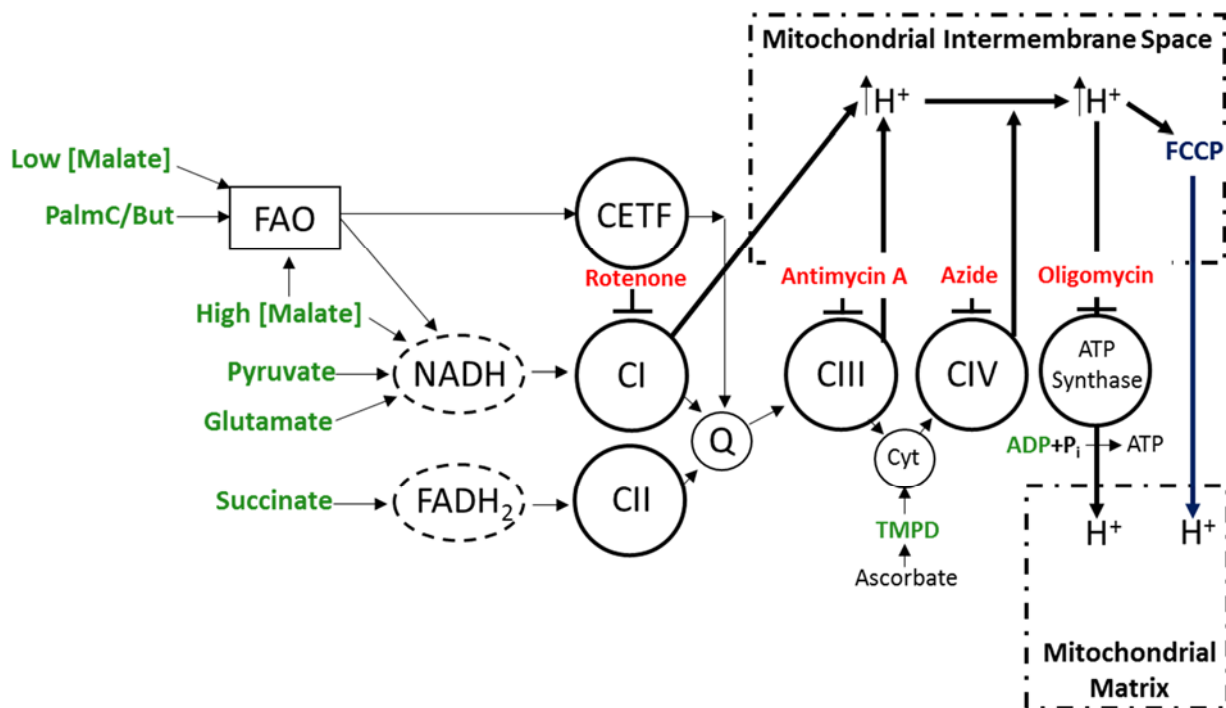 Mitochondrial Intermembrane Space
↑H⁺
↑H⁺
FCCP
Low [Malate]
PalmC/But
FAO
CETF
Rotenone
Antimycin A
Azide
Oligomycin
High [Malate]
Pyruvate
Glutamate
NADH
CI
CIII
CIV
ATP
Synthase
Q
Cyt
ADP+Pᵢ
ATP
Succinate
FADH₂
CII
TMPD
Ascorbate
H⁺
H⁺
Mitochondrial
Matrix